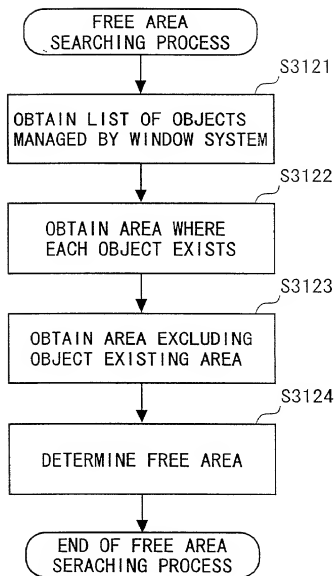 FREE AREA
SEARCHING PROCESS
S3121
OBTAIN LIST OF OBJECTS
MANAGED BY WINDOW SYSTEM
S3122
OBTAIN AREA WHERE
EACH OBJECT EXISTS
S3123
OBTAIN AREA EXCLUDING
OBJECT EXISTING AREA
S3124
DETERMINE FREE AREA
END OF FREE AREA
SERACHING PROCESS